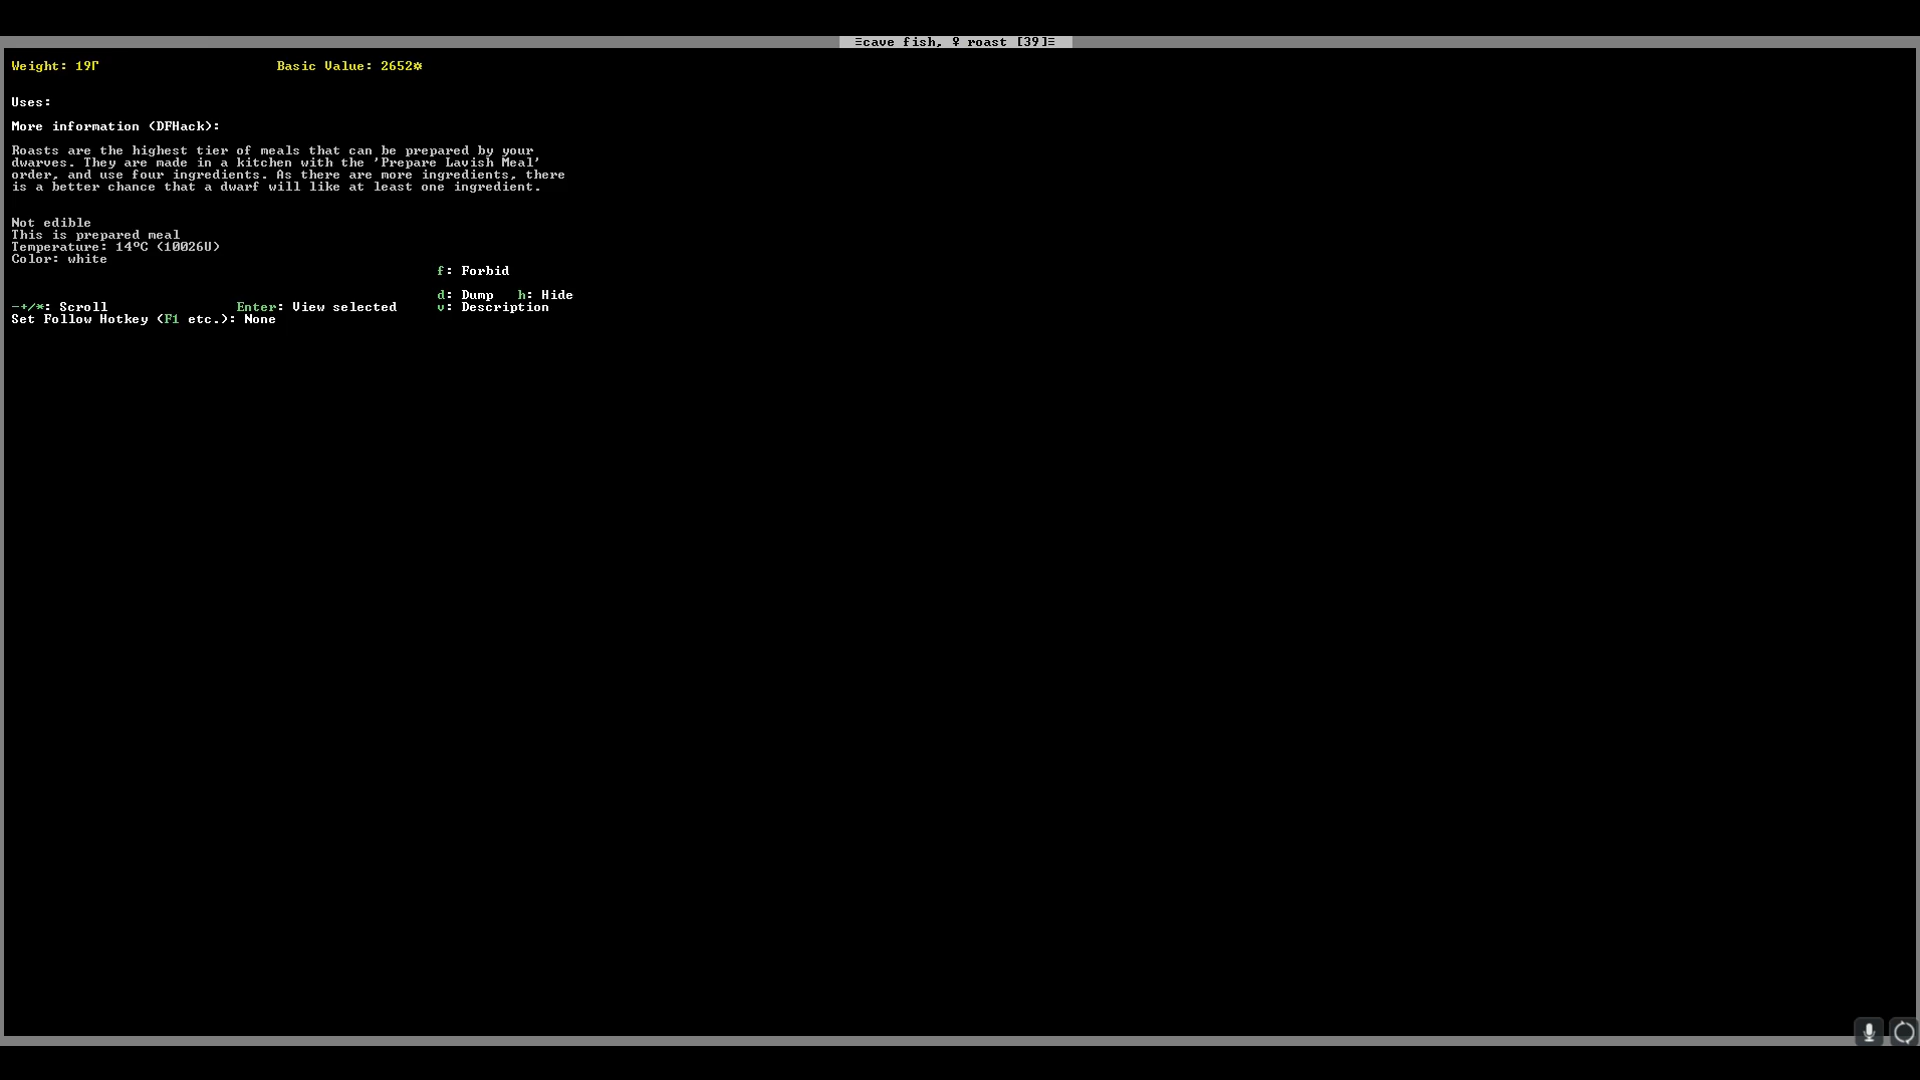 ≡cave fish, ♀ roast [39]≡
Weight: 19Γ Basic Value: 2652☼
Uses:
More information (DFHack):
Roasts are the highest tier of meals that can be prepared by your
dwarves. They are made in a kitchen with the 'Prepare Lavish Meal'
order, and use four ingredients. As there are more ingredients, there
is a better chance that a dwarf will like at least one ingredient.
Not edible
This is prepared meal
Temperature: 14°C (10026U)
Color: white
f: Forbid
d: Dump h: Hide
-+/*: Scroll Enter: View selected v: Description
Set Follow Hotkey (F1 etc.): None